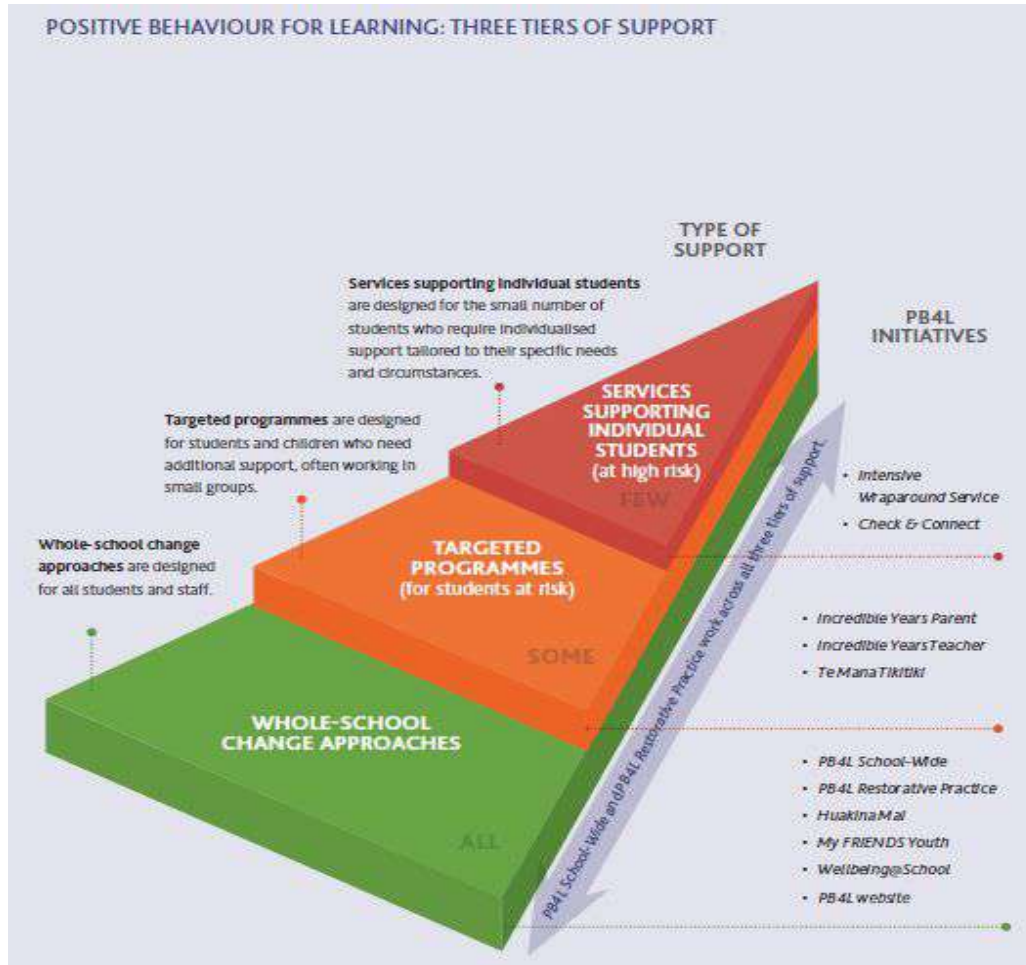 POSITIVE BEHAVIOUR FOR LEARNING: THREE TIERS OF SUPPORT
TYPE OF
SUPPORT
PB4L
INITIATIVES
Services supporting individual students
are designed for the small number of
students who require individualised
support tailored to their specific needs
and circumstances.
SERVICES
SUPPORTING
INDIVIDUAL
STUDENTS
(at high risk)
FEW
Targeted programmes are designed
for students and children who need
additional support, often working in
small groups.
TARGETED
PROGRAMMES
(for students at risk)
SOME
Whole-school change
approaches are designed
for all students and staff.
WHOLE-SCHOOL
CHANGE APPROACHES
ALL
PB4L School-Wide and PB4L Restorative Practice work across all three tiers of support.
• Intensive
Wraparound Service
• Check & Connect
• Incredible Years Parent
• Incredible Years Teacher
• Te Mana Tikitiki
• PB4L School-Wide
• PB4L Restorative Practice
• Huakina Mai
• My FRIENDS Youth
• Wellbeing@School
• PB4L website